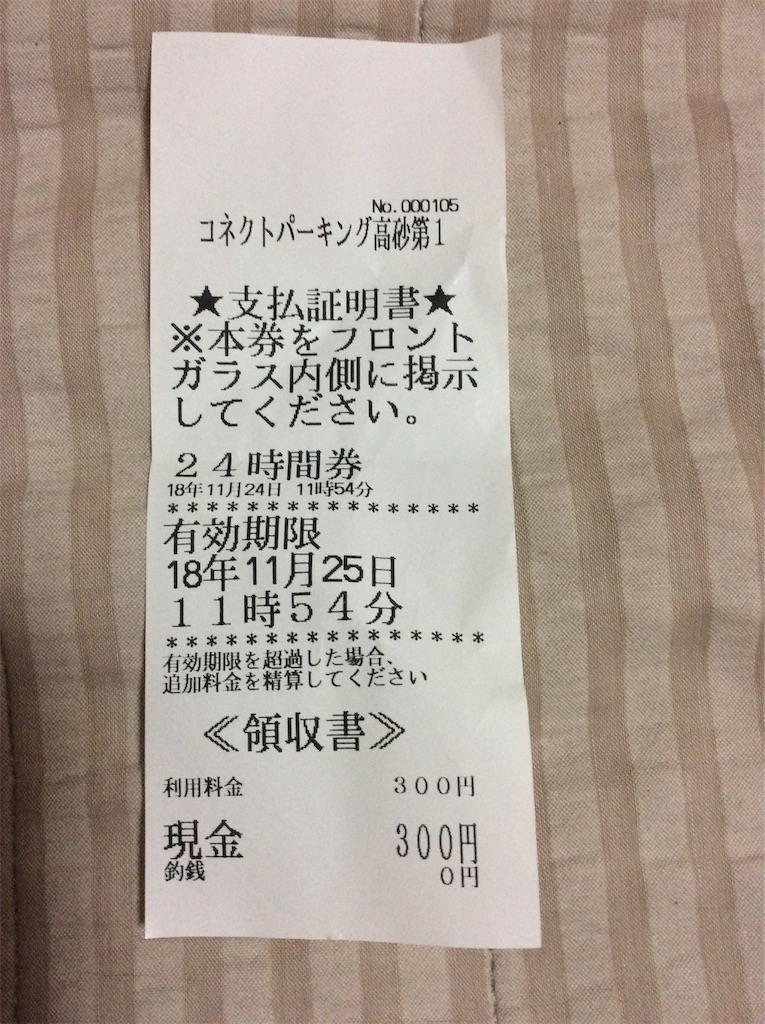 No.000105
コネクトパーキング高砂第1
★支払証明書★
※本券をフロント
ガラス内側に掲示
してください。
２４時間券
18年11月24日 11時54分
****************
有効期限
18年11月25日
１１時５４分
****************
有効期限を超過した場合、
追加料金を精算してください
≪領収書≫
利用料金 ３００円
現金 300円
釣銭 ０円